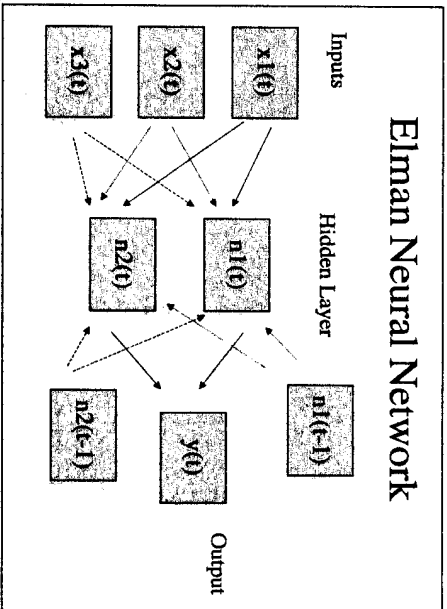 Elman Neural Network
Inputs
Hidden Layer
Output
x1(t)
x2(t)
x3(t)
n1(t)
n2(t)
n1(t-1)
y(t)
n2(t-1)